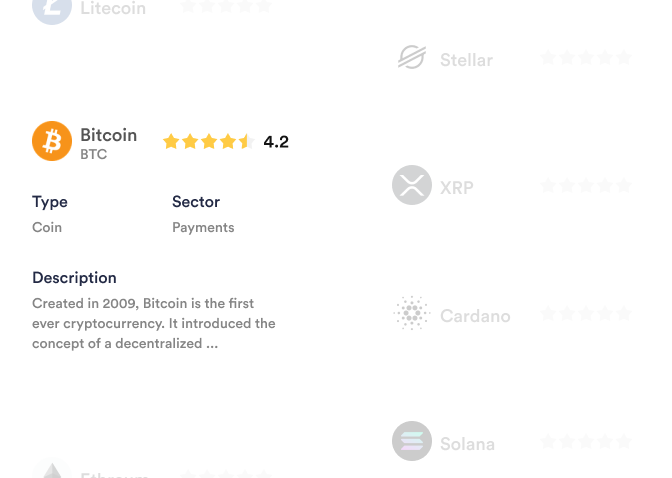 Litecoin
Stellar
Bitcoin
BTC
4.2
XRP
Type
Sector
Coin
Payments
Description
Created in 2009, Bitcoin is the first
ever cryptocurrency. It introduced the
concept of a decentralized ...
Cardano
Solana